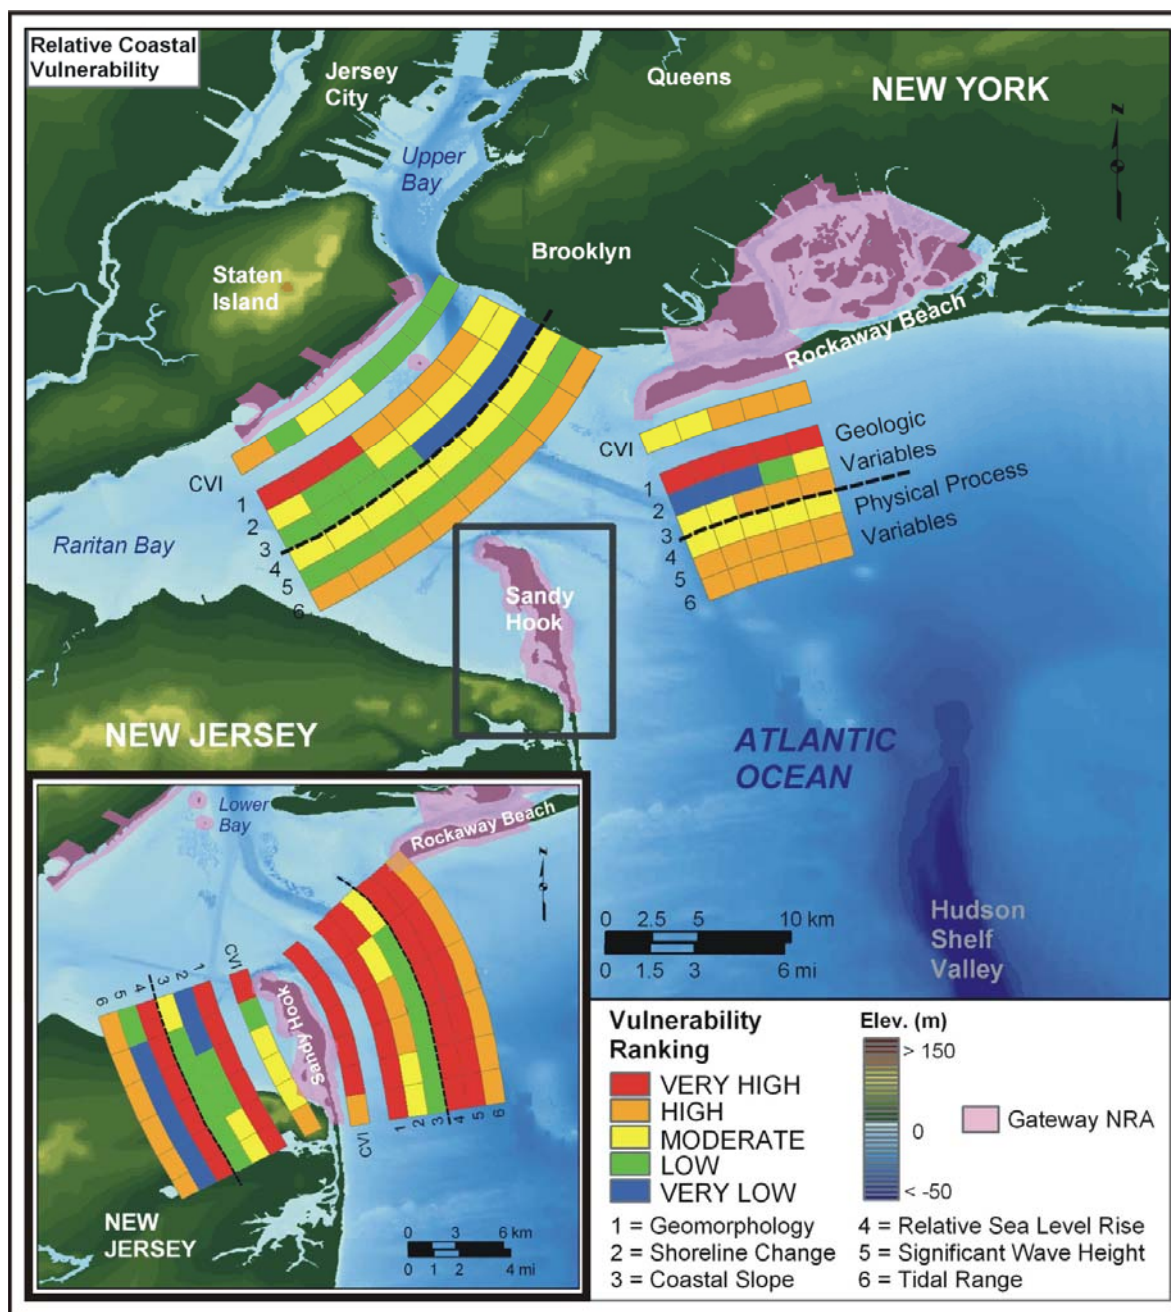 Relative Coastal
Vulnerability
Jersey
City
Queens
NEW YORK
N
Upper
Bay
Brooklyn
Staten
Island
Rockaway Beach
CVI
1
2
3
4
5
6
CVI
1
2
3
4
5
6
Geologic
Variables
Physical Process
Variables
Raritan Bay
Sandy
Hook
NEW JERSEY
ATLANTIC
OCEAN
0 2.5 5 10 km
0 1.5 3 6 mi
Hudson
Shelf
Valley
Lower
Bay
Rockaway Beach
N
CVI
6 5 4 3 2 1
Sandy Hook
CVI
1 2 3 4 5 6
NEW
JERSEY
0 3 6 km
0 1 2 4 mi
Vulnerability
Ranking
VERY HIGH
HIGH
MODERATE
LOW
VERY LOW
Elev. (m)
> 150
0
< -50
Gateway NRA
1 = Geomorphology
2 = Shoreline Change
3 = Coastal Slope
4 = Relative Sea Level Rise
5 = Significant Wave Height
6 = Tidal Range